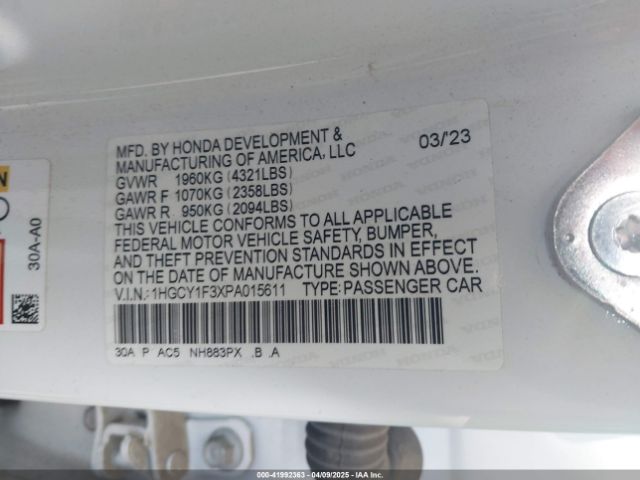 MFD. BY HONDA DEVELOPMENT &
MANUFACTURING OF AMERICA, LLC 03/'23
GVWR 1960KG (4321LBS)
GAWR F 1070KG (2358LBS)
GAWR R 950KG (2094LBS)
THIS VEHICLE CONFORMS TO ALL APPLICABLE
FEDERAL MOTOR VEHICLE SAFETY, BUMPER,
AND THEFT PREVENTION STANDARDS IN EFFECT
ON THE DATE OF MANUFACTURE SHOWN ABOVE.
V.I.N.: 1HGCY1F3XPA015611 TYPE: PASSENGER CAR
30A P AC5 NH883PX .B .A
30A-A0
000-41992363 | 04/09/2025 - IAA Inc.